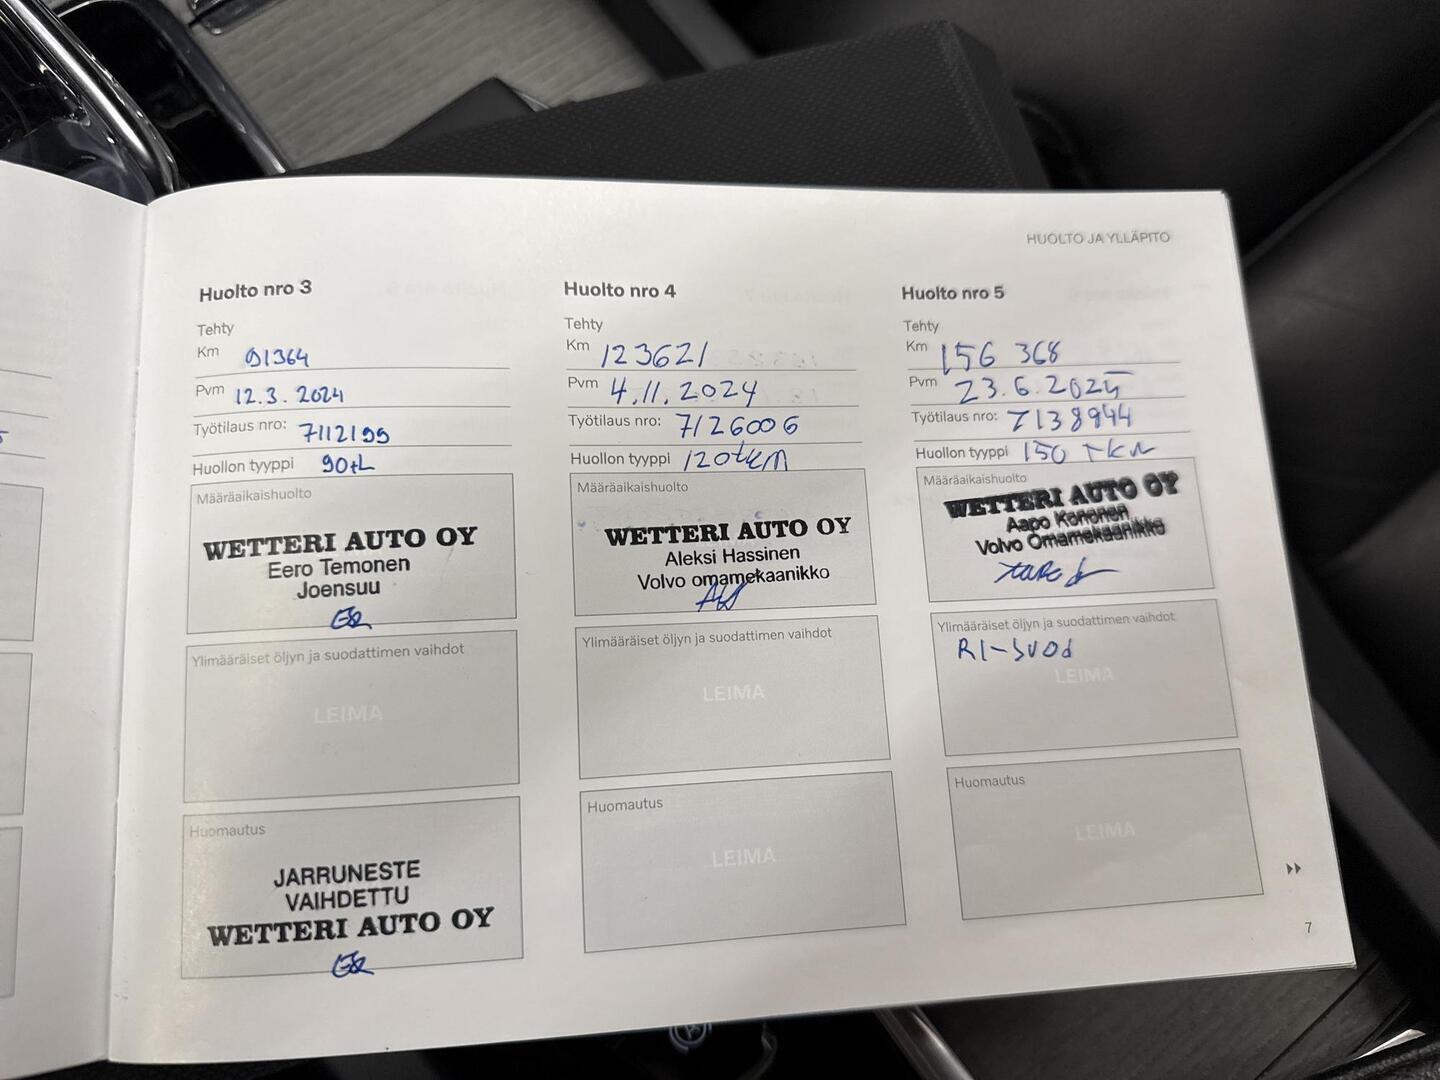 HUOLTO JA YLLÄPITO
Huolto nro 3
Tehty
Km 91364
Pvm 12.3.2024
Työtilaus nro: 7112199
Huollon tyyppi 90tk
Määräaikaishuolto
WETTERI AUTO OY
Eero Temonen
Joensuu
Ylimääräiset öljyn ja suodattimen vaihdot
LEIMA
Huomautus
JARRUNESTE
VAIHDETTU
WETTERI AUTO OY
Huolto nro 4
Tehty
Km 123621
Pvm 4.11.2024
Työtilaus nro: 7126006
Huollon tyyppi 120tkm
Määräaikaishuolto
WETTERI AUTO OY
Aleksi Hassinen
Volvo omamekaanikko
Ylimääräiset öljyn ja suodattimen vaihdot
LEIMA
Huomautus
LEIMA
Huolto nro 5
Tehty
Km 156 368
Pvm 23.6.2025
Työtilaus nro: 7138944
Huollon tyyppi 150 TKM
Määräaikaishuolto
WETTERI AUTO OY
Aapo Kononen
Volvo Omamekaanikko
Ylimääräiset öljyn ja suodattimen vaihdot
RI-suod
LEIMA
Huomautus
LEIMA
7